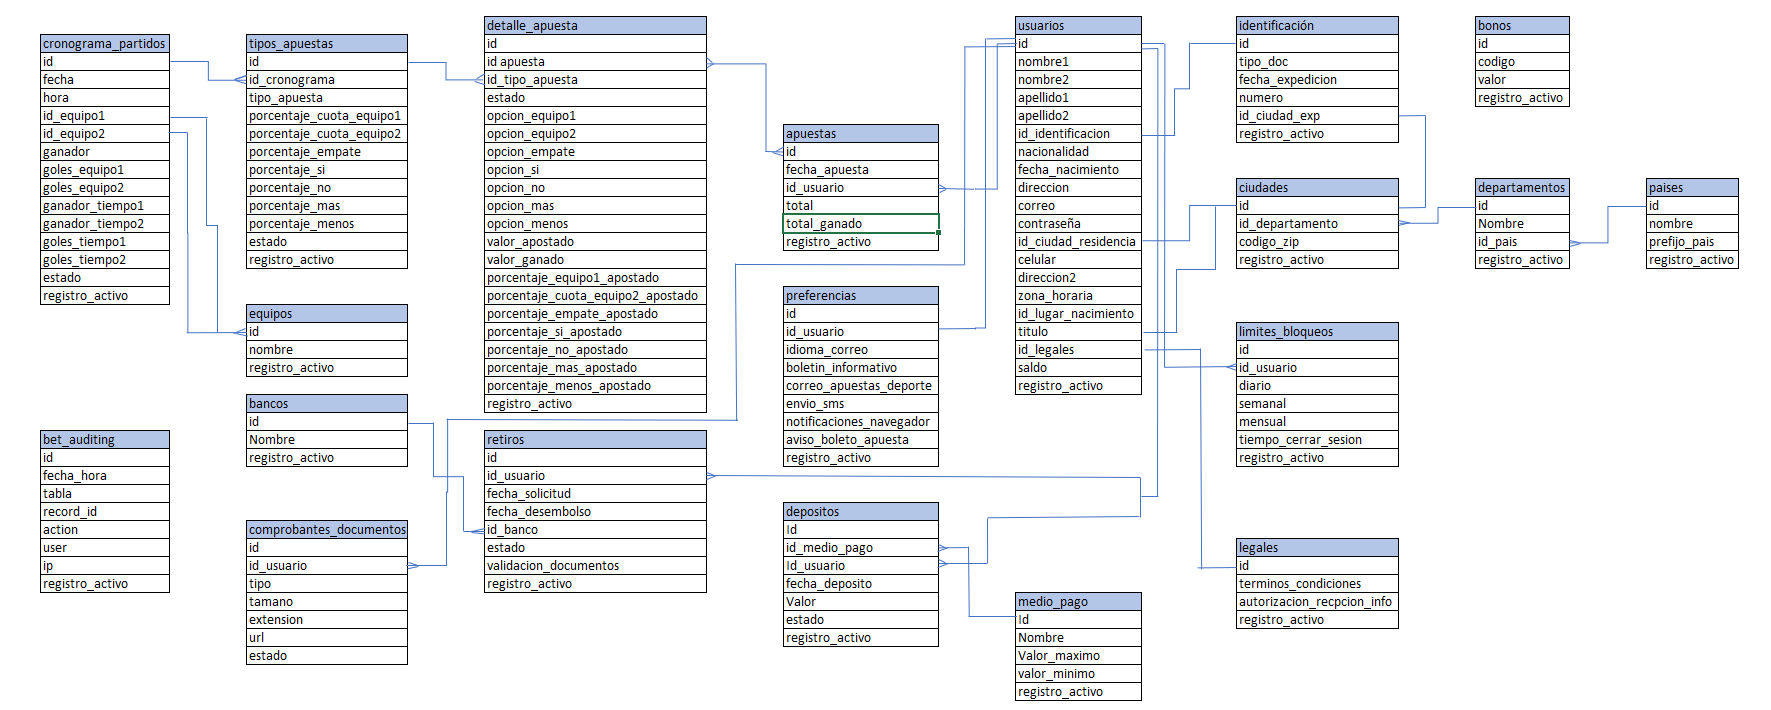 cronograma_partidos
id
fecha
hora
id_equipo1
id_equipo2
ganador
goles_equipo1
goles_equipo2
ganador_tiempo1
ganador_tiempo2
goles_tiempo1
goles_tiempo2
estado
registro_activo
bet_auditing
id
fecha_hora
tabla
record_id
action
user
ip
registro_activo
tipos_apuestas
id
id_cronograma
tipo_apuesta
porcentaje_cuota_equipo1
porcentaje_cuota_equipo2
porcentaje_empate
porcentaje_si
porcentaje_no
porcentaje_mas
porcentaje_menos
estado
registro_activo
equipos
id
nombre
registro_activo
bancos
id
Nombre
registro_activo
comprobantes_documentos
id
id_usuario
tipo
tamano
extension
url
estado
detalle_apuesta
id
id apuesta
id_tipo_apuesta
estado
opcion_equipo1
opcion_equipo2
opcion_empate
opcion_si
opcion_no
opcion_mas
opcion_menos
valor_apostado
valor_ganado
porcentaje_equipo1_apostado
porcentaje_cuota_equipo2_apostado
porcentaje_empate_apostado
porcentaje_si_apostado
porcentaje_no_apostado
porcentaje_mas_apostado
porcentaje_menos_apostado
registro_activo
retiros
id
id_usuario
fecha_solicitud
fecha_desembolso
id_banco
estado
validacion_documentos
registro_activo
apuestas
id
fecha_apuesta
id_usuario
total
total_ganado
registro_activo
preferencias
id
id_usuario
idioma_correo
boletin_informativo
correo_apuestas_deporte
envio_sms
notificaciones_navegador
aviso_boleto_apuesta
registro_activo
depositos
Id
id_medio_pago
Id_usuario
fecha_deposito
Valor
estado
registro_activo
usuarios
id
nombre1
nombre2
apellido1
apellido2
id_identificacion
nacionalidad
fecha_nacimiento
direccion
correo
contraseña
id_ciudad_residencia
celular
direccion2
zona_horaria
id_lugar_nacimiento
titulo
id_legales
saldo
registro_activo
medio_pago
Id
Nombre
Valor_maximo
valor_minimo
registro_activo
identificación
id
tipo_doc
fecha_expedicion
numero
id_ciudad_exp
registro_activo
ciudades
id
id_departamento
codigo_zip
registro_activo
limites_bloqueos
id
id_usuario
diario
semanal
mensual
tiempo_cerrar_sesion
registro_activo
legales
id
terminos_condiciones
autorizacion_recpcion_info
registro_activo
bonos
id
codigo
valor
registro_activo
departamentos
id
Nombre
id_pais
registro_activo
paises
id
nombre
prefijo_pais
registro_activo